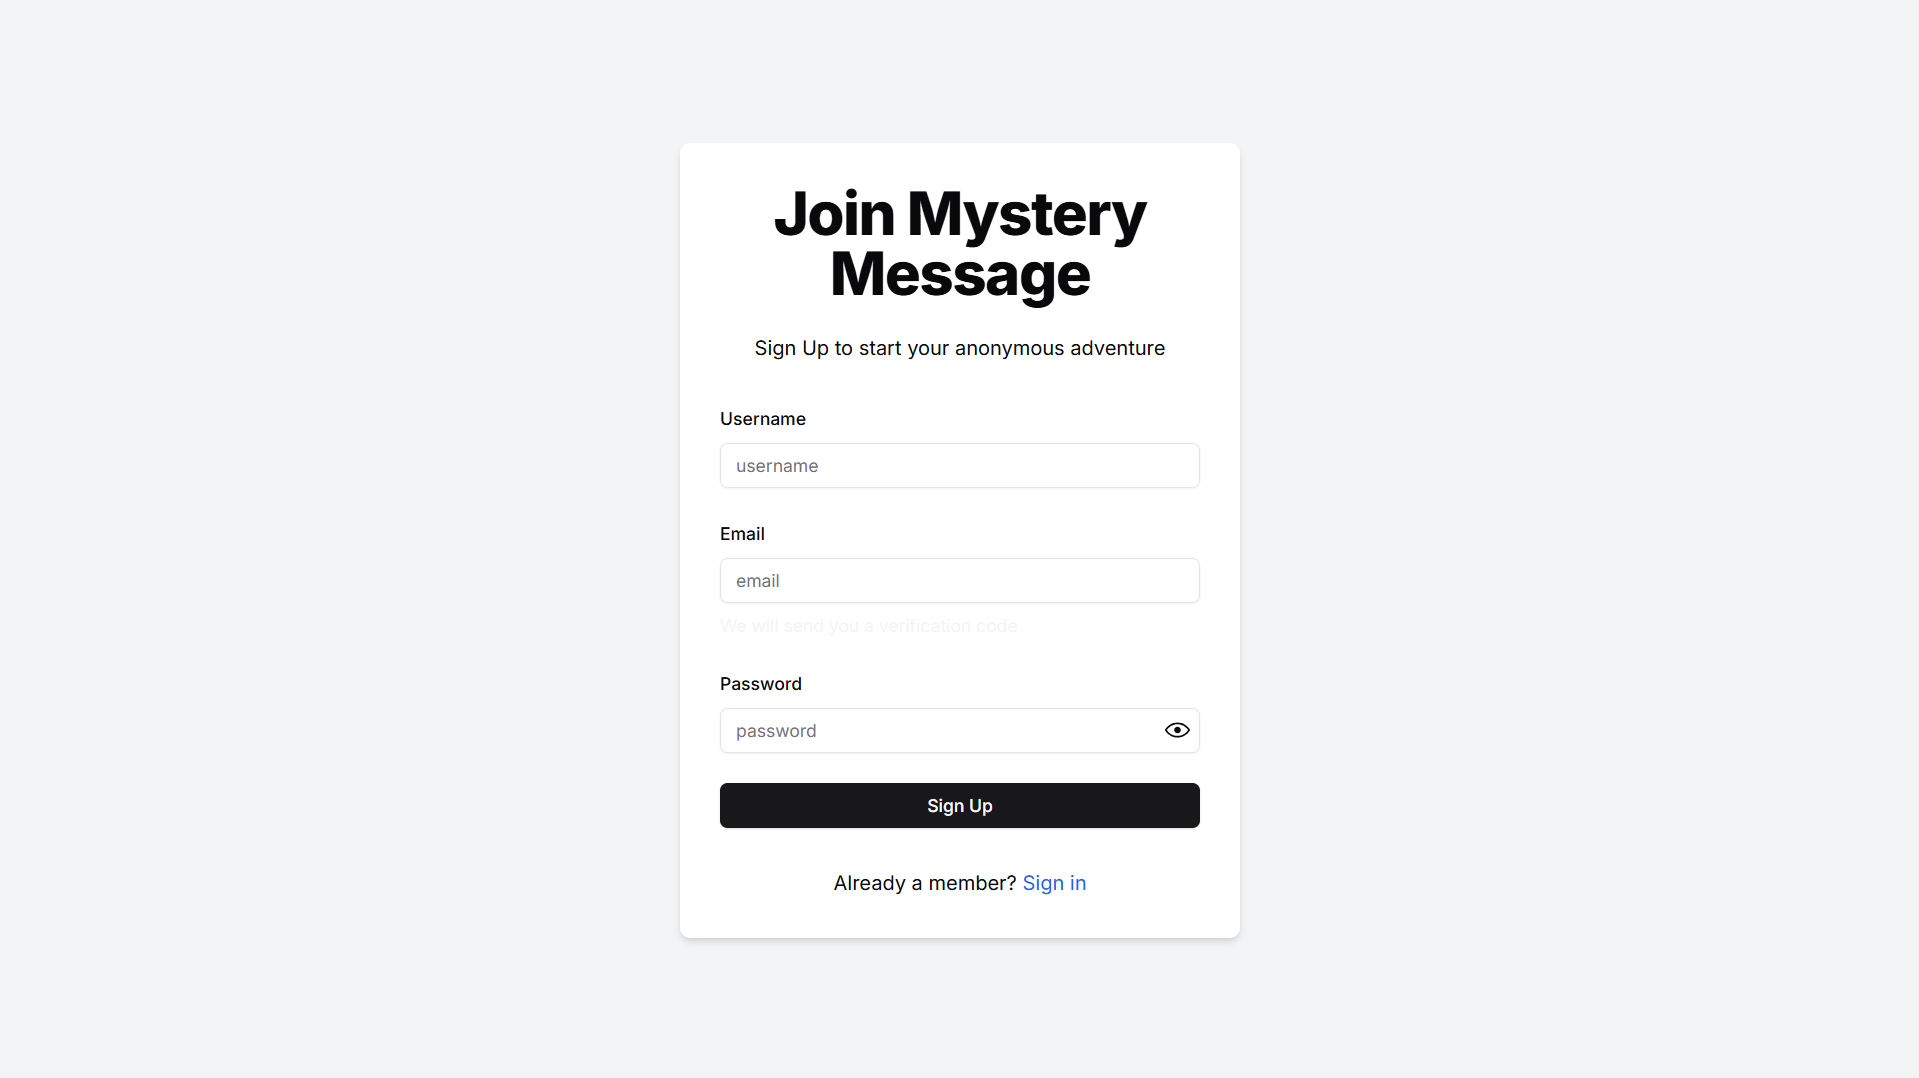 Join Mystery
Message
Sign Up to start your anonymous adventure
Username
username
Email
email
We will send you a verification code
Password
password
Sign Up
Already a member? Sign in